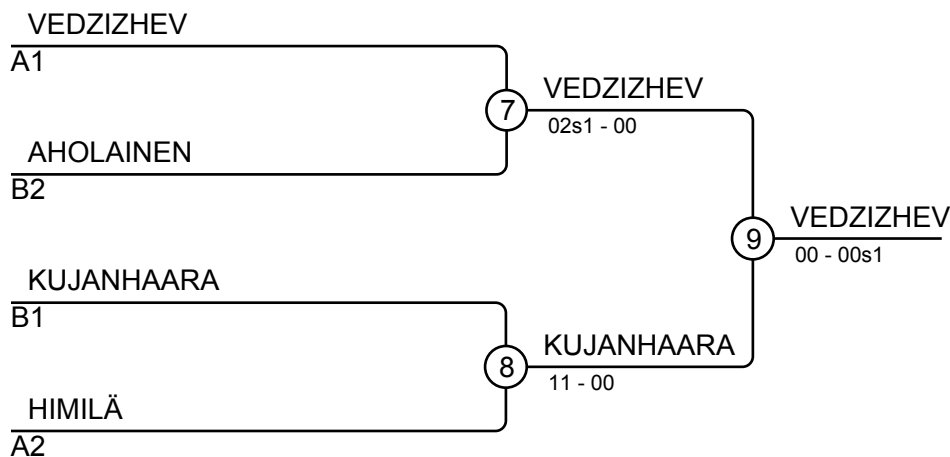 VEDZIZHEV
A1
7
VEDZIZHEV
02s1 - 00
AHOLAINEN
B2
9
VEDZIZHEV
00 - 00s1
KUJANHAARA
B1
8
KUJANHAARA
11 - 00
HIMILÄ
A2